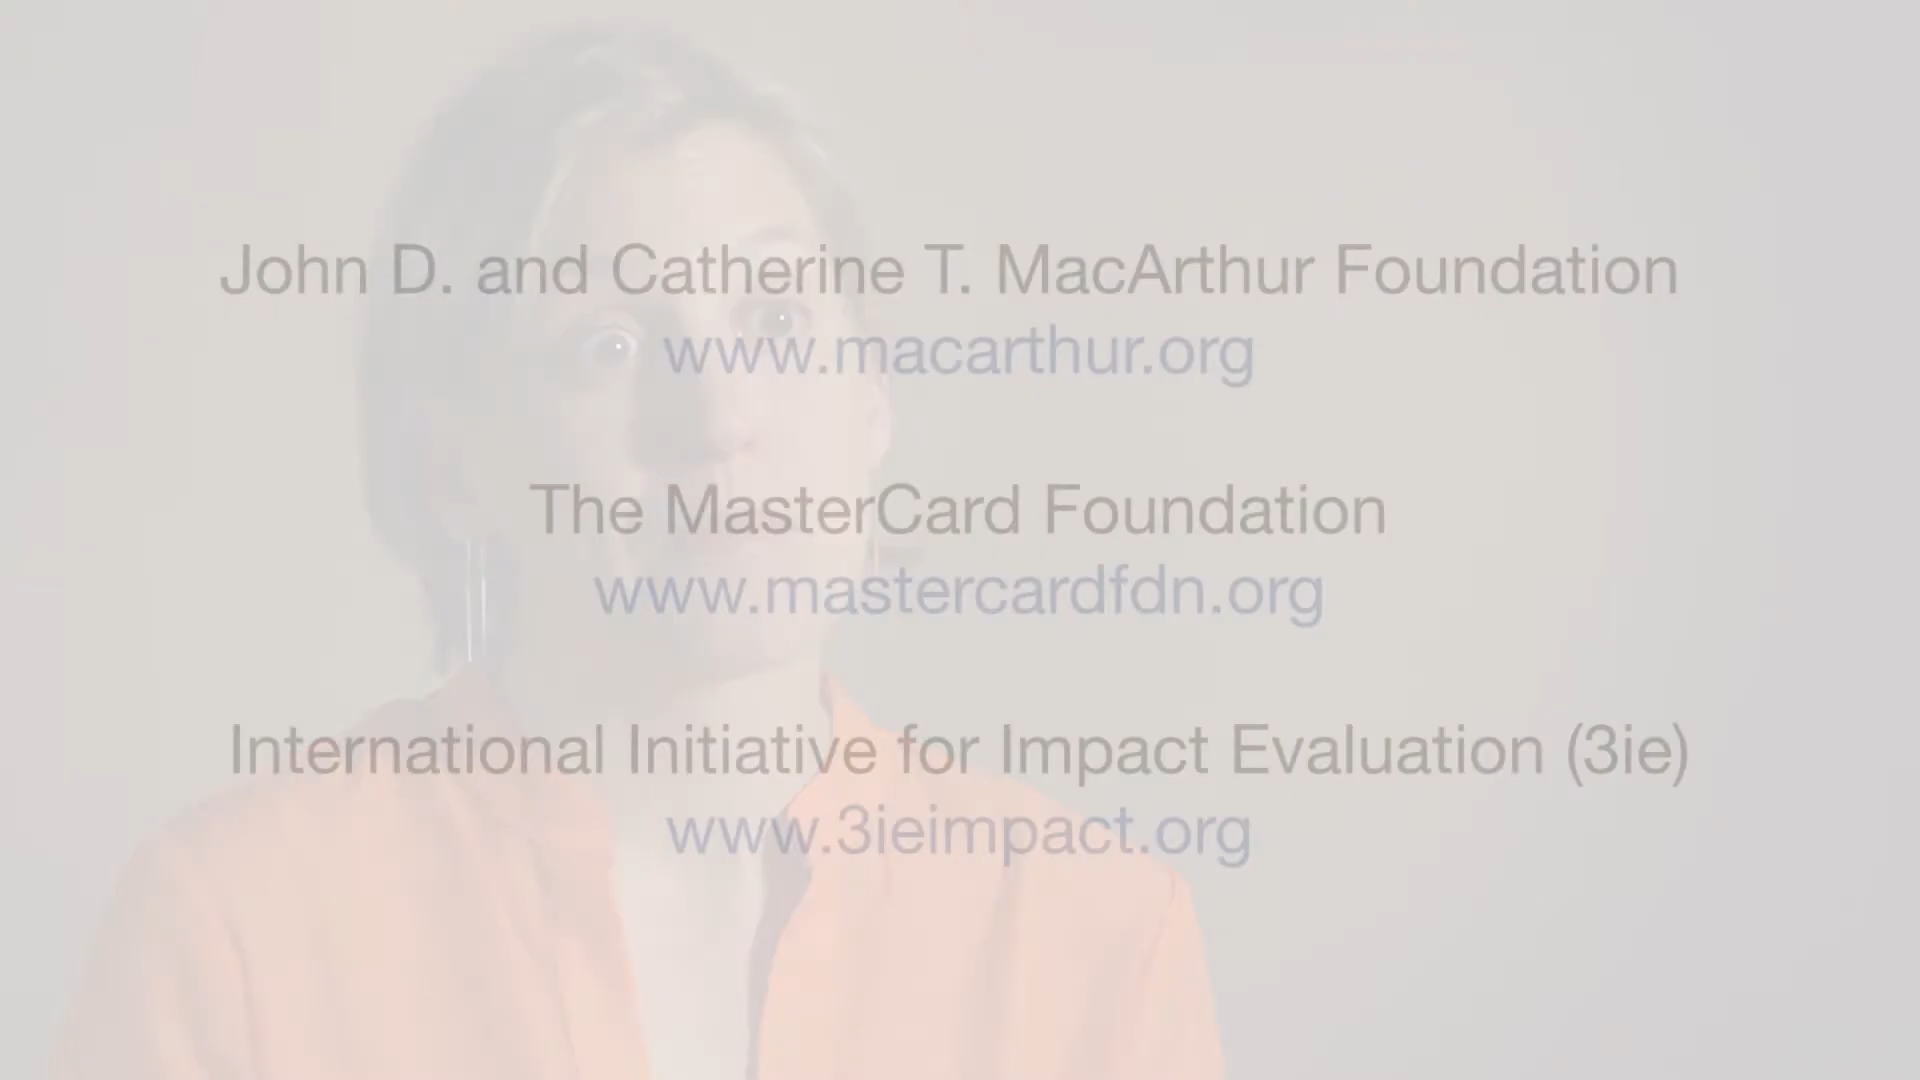 John D. and Catherine T. MacArthur Foundation
www.macarthur.org
The MasterCard Foundation
www.mastercardfdn.org
International Initiative for Impact Evaluation (3ie)
www.3ieimpact.org